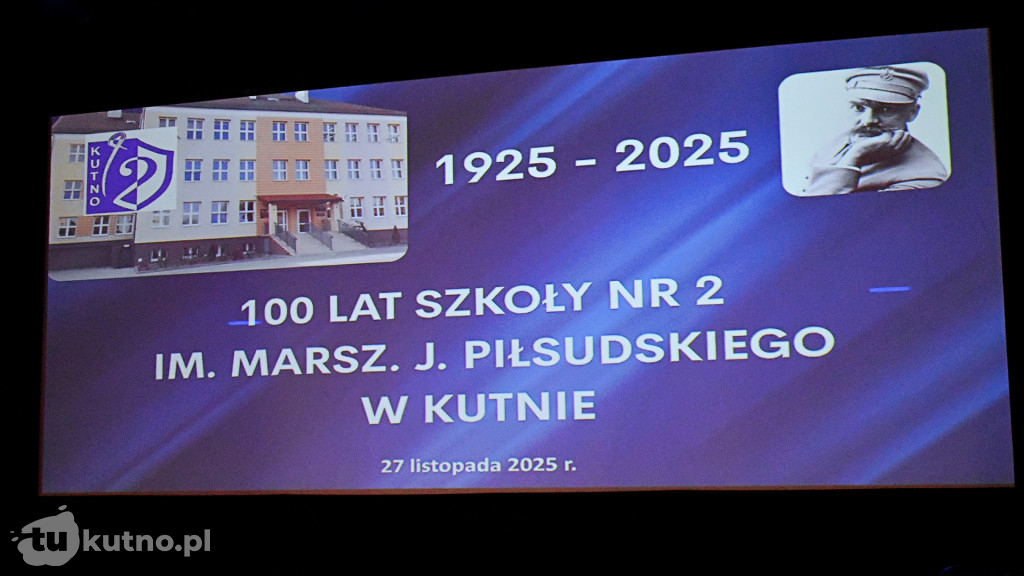 KUTNO
2
1925 - 2025
100 LAT SZKOŁY NR 2
IM. MARSZ. J. PIŁSUDSKIEGO
W KUTNIE
27 listopada 2025 r.
tukutno.pl